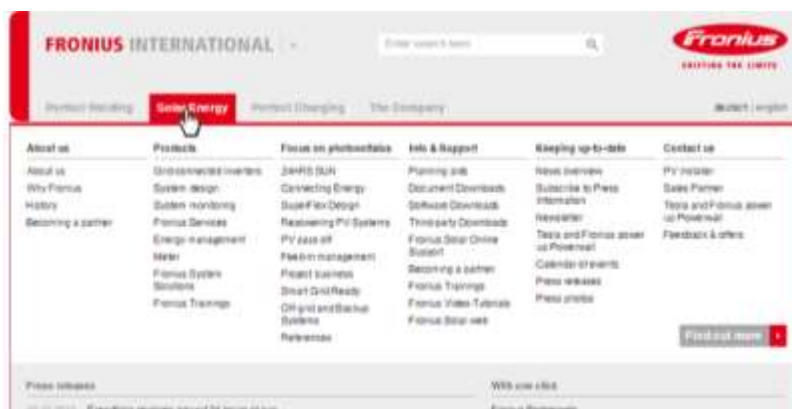 FRONIUS INTERNATIONAL
Enter search term
Fronius
SHIFTING THE LIMITS
Perfect Welding
Solar Energy
Perfect Charging
The Company
deutsch | english
About us
About us
Why Fronius
History
Becoming a partner
Products
Grid-connected inverters
System design
System monitoring
Fronius Services
Energy management
Meter
Fronius System
Solutions
Fronius Trainings
Focus on photovoltaics
24HRS SUN
Connecting Energy
SuperFlex Design
Repowering PV Systems
PV pays off
Feed-in management
Project business
Smart Grid Ready
Off-grid and Backup
Systems
References
Info & Support
Planning aids
Document Downloads
Software Downloads
Third party Downloads
Fronius Solar Online
Support
Becoming a partner
Fronius Trainings
Fronius Video Tutorials
Fronius Solar.web
Keeping up-to-date
News overview
Subscribe to Press
Information
Newsletter
Tesla and Fronius power
up Powerwall
Calendar of events
Press releases
Press photos
Contact us
PV installer
Sales Partner
Tesla and Fronius power
up Powerwall
Feedback & offers
Find out more
Press releases
With one click